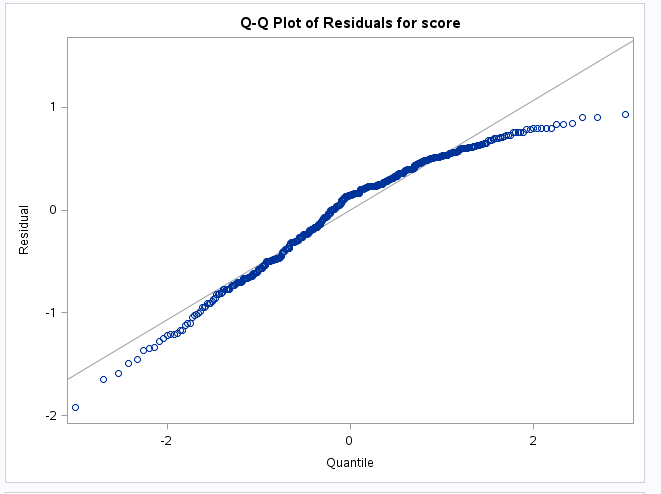 Q-Q Plot of Residuals for score
1
0
-1
-2
Residual
-2
0
2
Quantile